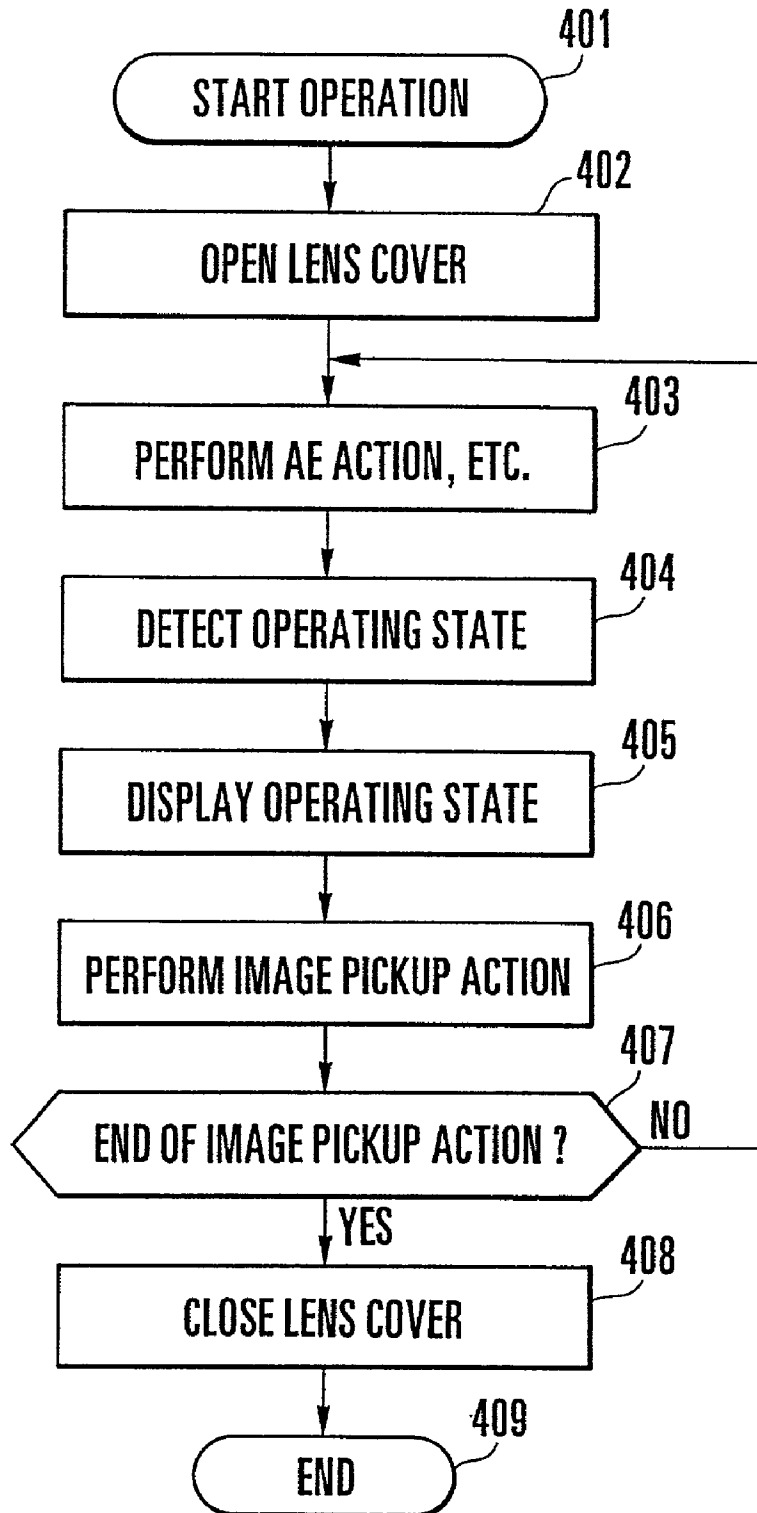 401
START OPERATION
402
OPEN LENS COVER
403
PERFORM AE ACTION, ETC.
404
DETECT OPERATING STATE
405
DISPLAY OPERATING STATE
406
PERFORM IMAGE PICKUP ACTION
407
END OF IMAGE PICKUP ACTION ?
NO
YES
408
CLOSE LENS COVER
409
END